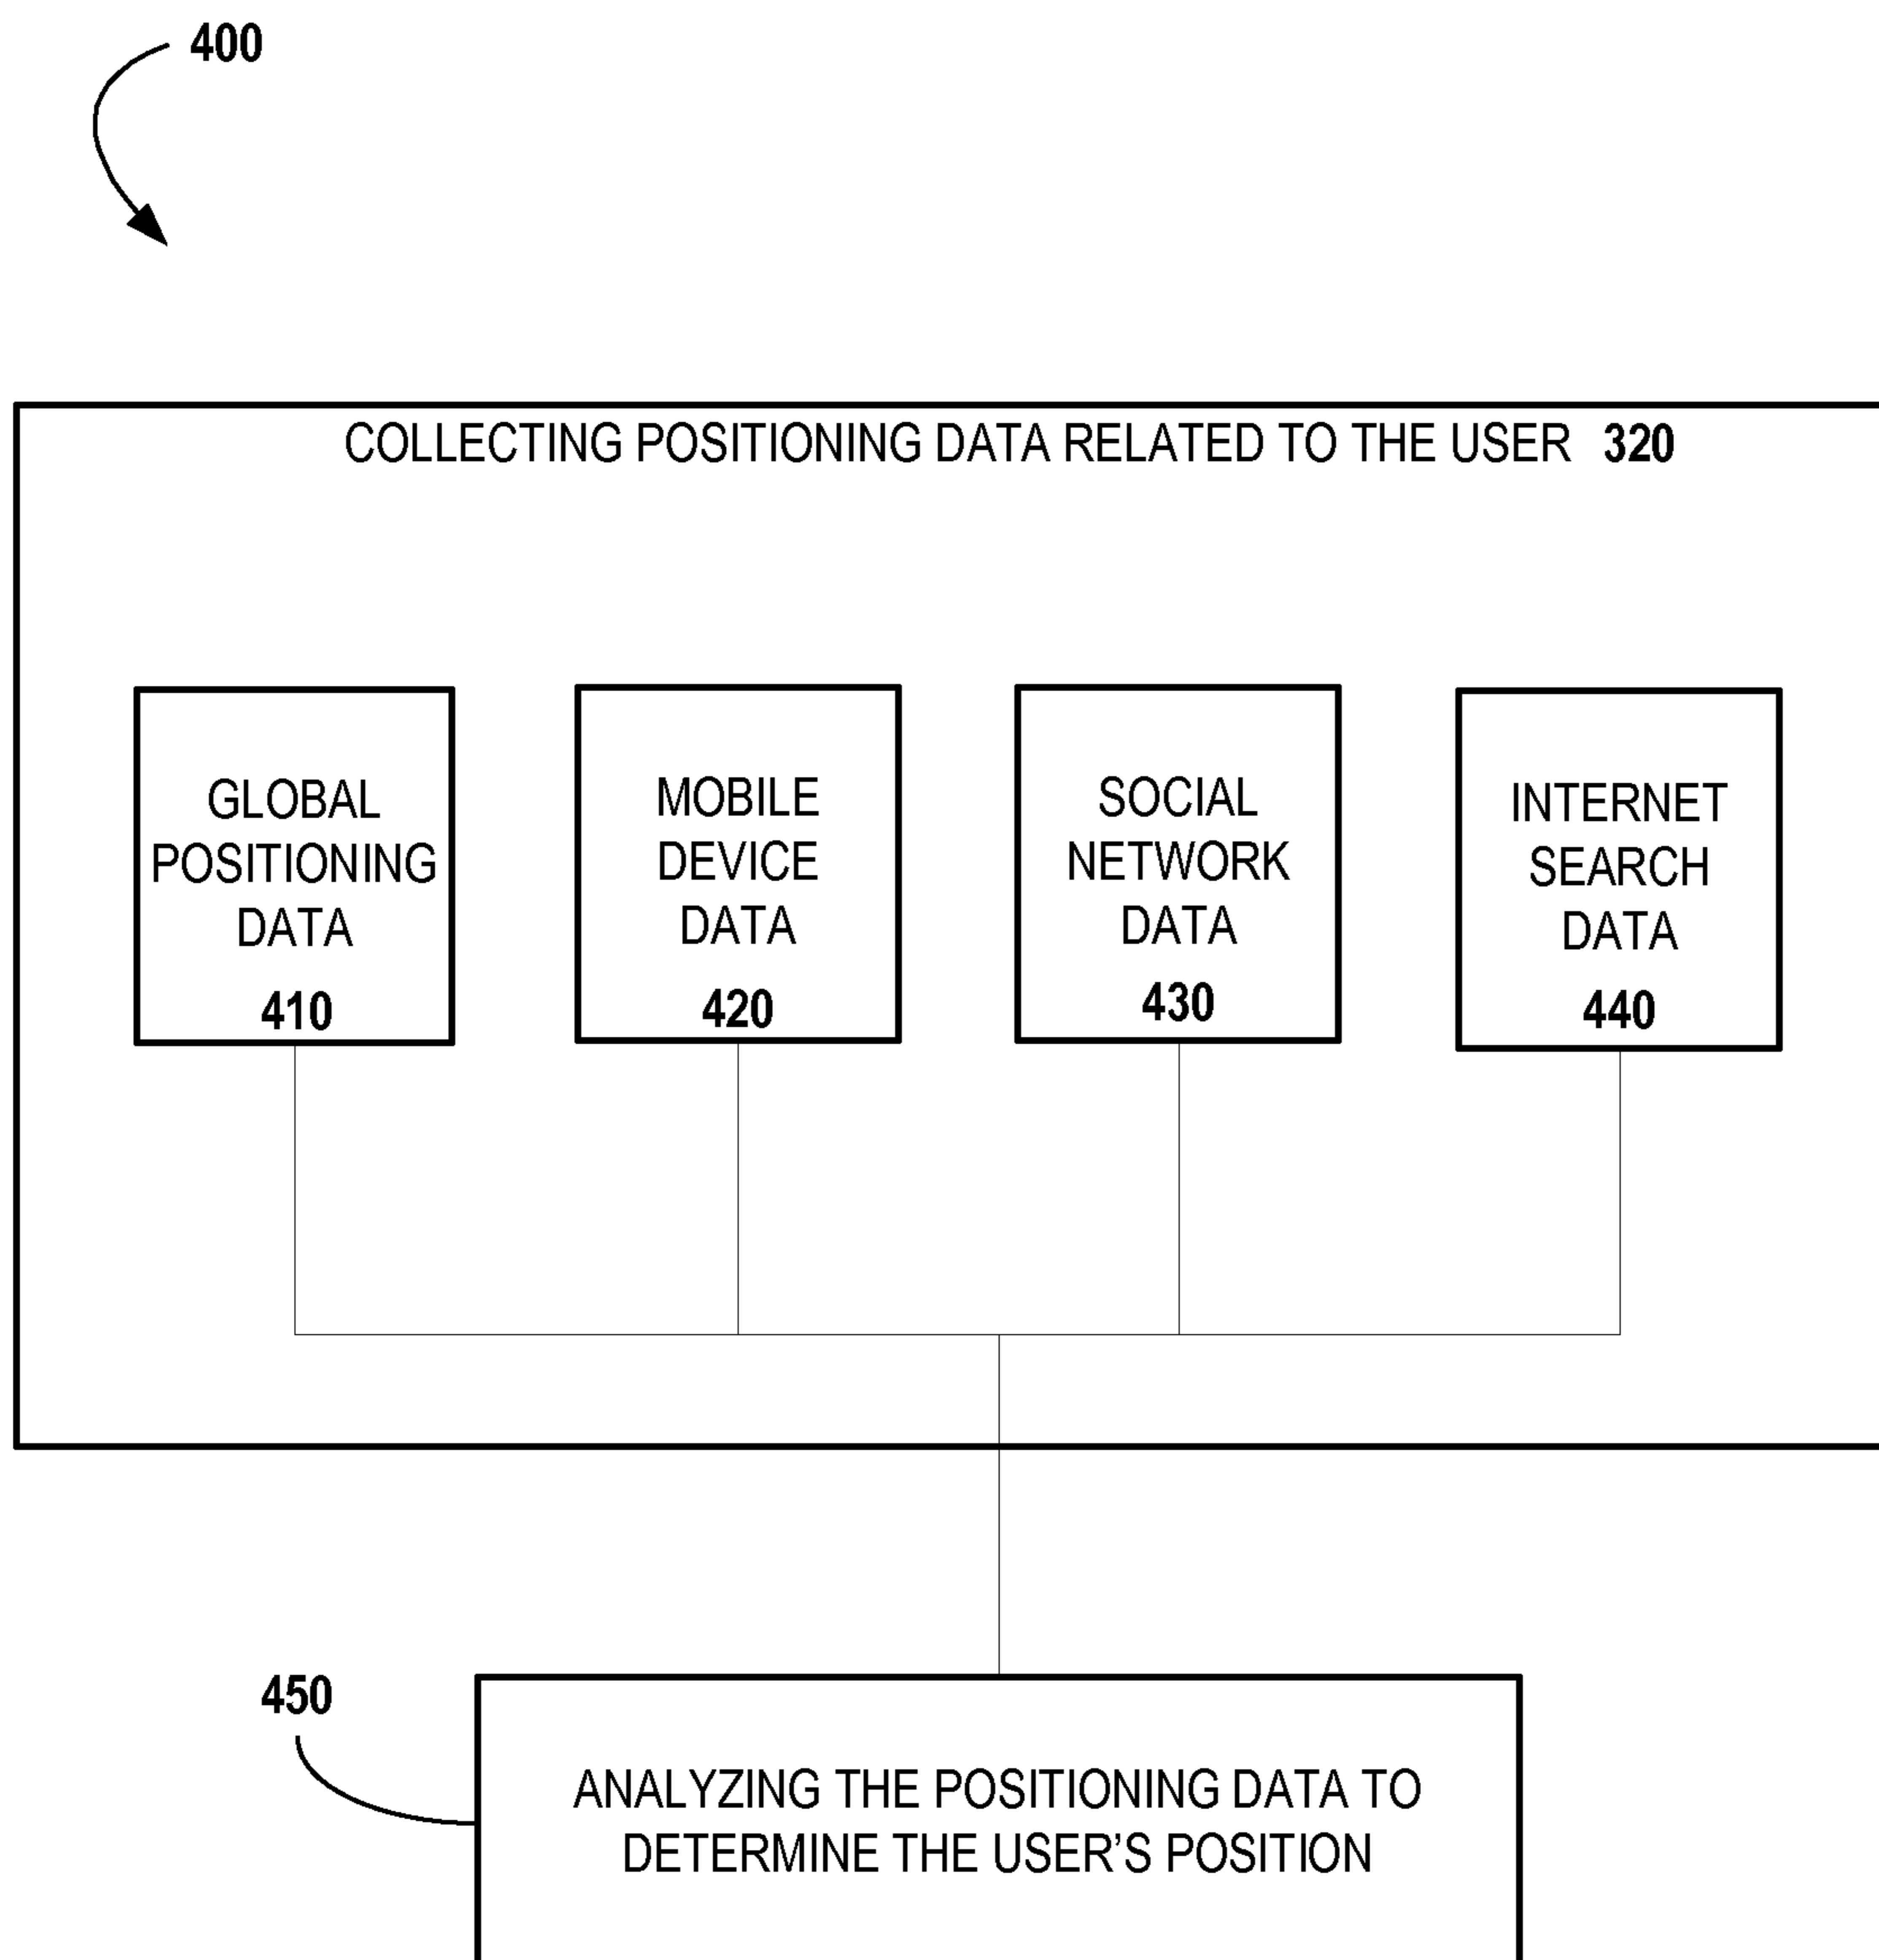 400
COLLECTING POSITIONING DATA RELATED TO THE USER 320
GLOBAL
POSITIONING
DATA
410
MOBILE
DEVICE
DATA
420
SOCIAL
NETWORK
DATA
430
INTERNET
SEARCH
DATA
440
450
ANALYZING THE POSITIONING DATA TO
DETERMINE THE USER'S POSITION